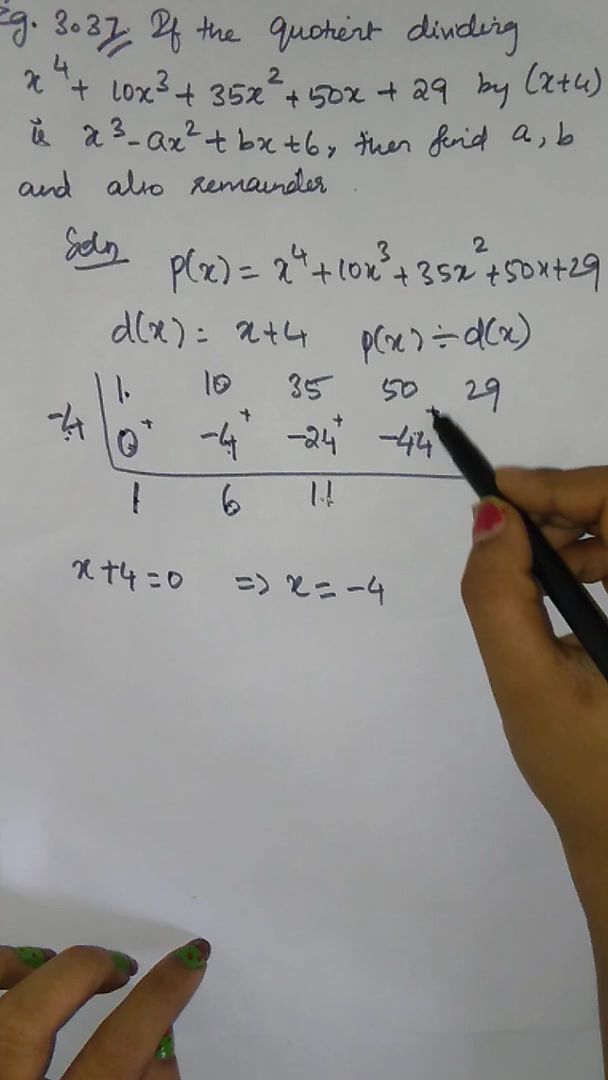 Eg. 3.37 If the quotient dividing
x⁴ + 10x³ + 35x² + 50x + 29 by (x+4)
is x³ - ax² + bx + 6, then find a, b
and also remainder.
Soln
p(x) = x⁴ + 10x³ + 35x² + 50x + 29
d(x) = x+4 p(x) ÷ d(x)
-4 | 1 10 35 50 29
0 + -4 + -24 + -44 +
1 6 11
x+4=0 => x = -4